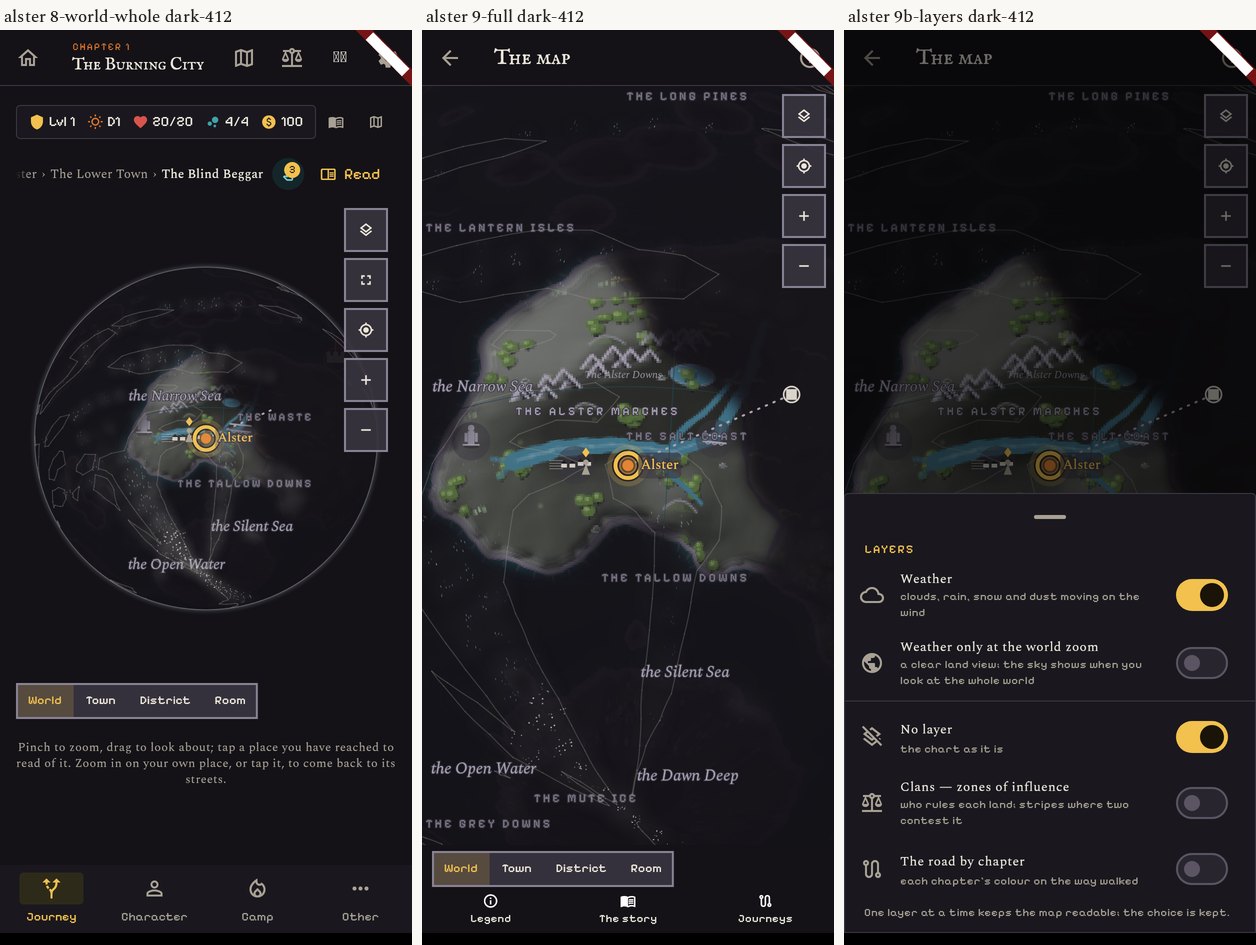 alster 8-world-whole dark-412
CHAPTER 1
The Burning City
Lvl 1
D1
20/20
4/4
100
› The Lower Town › The Blind Beggar
3
Read
the Narrow Sea
THE WASTE
Alster
THE TALLOW DOWNS
the Silent Sea
the Open Water
World
Town
District
Room
Pinch to zoom, drag to look about; tap a place you have reached to
read of it. Zoom in on your own place, or tap it, to come back to its
streets.
Journey
Character
Camp
Other
alster 9-full dark-412
The map
THE LONG PINES
THE LANTERN ISLES
The Alster Downs
the Narrow Sea
THE ALSTER MARCHES
THE SALT COAST
Alster
THE TALLOW DOWNS
the Silent Sea
the Open Water
the Dawn Deep
THE MUTE ICE
THE GREY DOWNS
World
Town
District
Room
Legend
The story
Journeys
alster 9b-layers dark-412
The map
THE LONG PINES
THE LANTERN ISLES
The Alster Downs
the Narrow Sea
THE ALSTER MARCHES
THE SALT COAST
Alster
LAYERS
Weather
clouds, rain, snow and dust moving on the
wind
Weather only at the world zoom
a clear land view: the sky shows when you
look at the whole world
No layer
the chart as it is
Clans — zones of influence
who rules each land: stripes where two
contest it
The road by chapter
each chapter's colour on the way walked
One layer at a time keeps the map readable: the choice is kept.